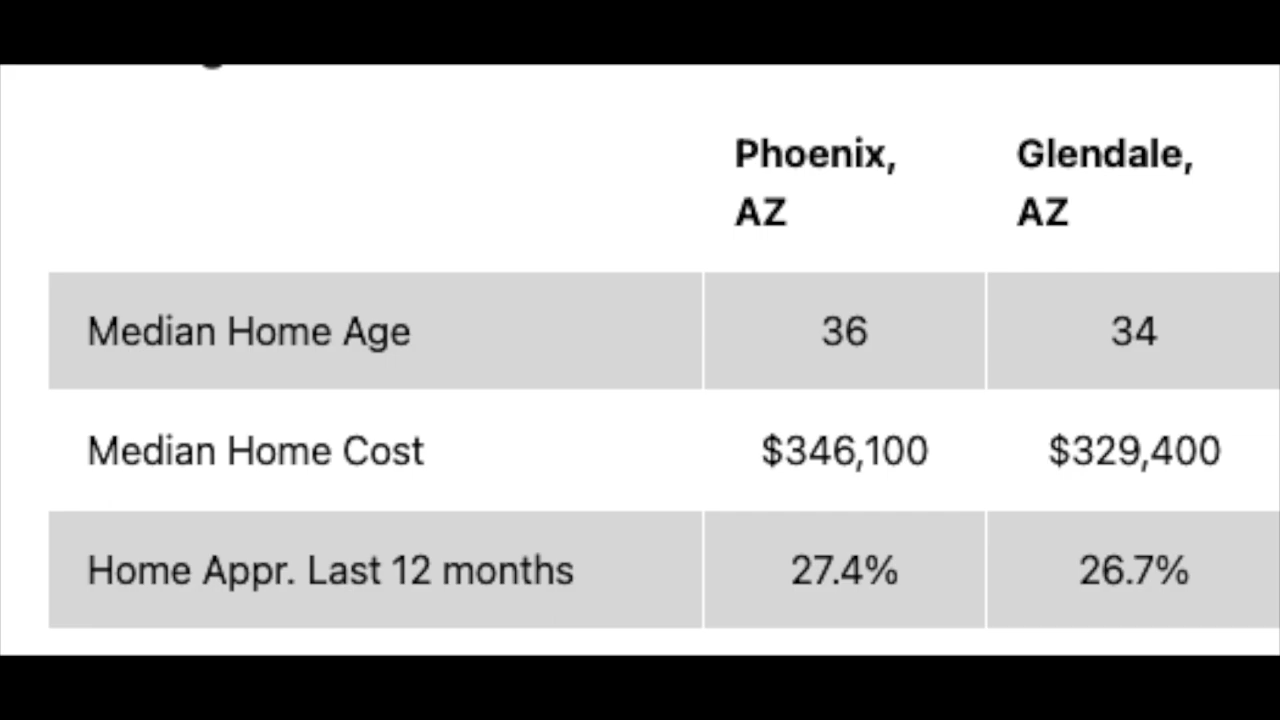 Phoenix, Glendale,
AZ AZ
Median Home Age 36 34
Median Home Cost $346,100 $329,400
Home Appr. Last 12 months 27.4% 26.7%